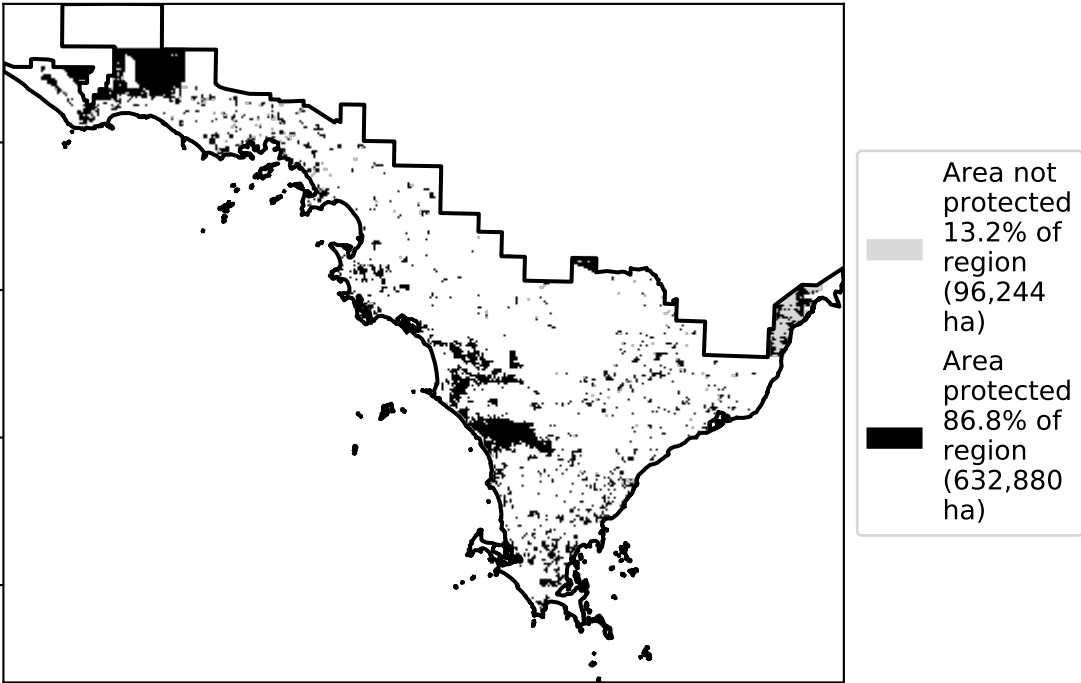 Area not
protected
13.2% of
region
(96,244
ha)
Area
protected
86.8% of
region
(632,880
ha)